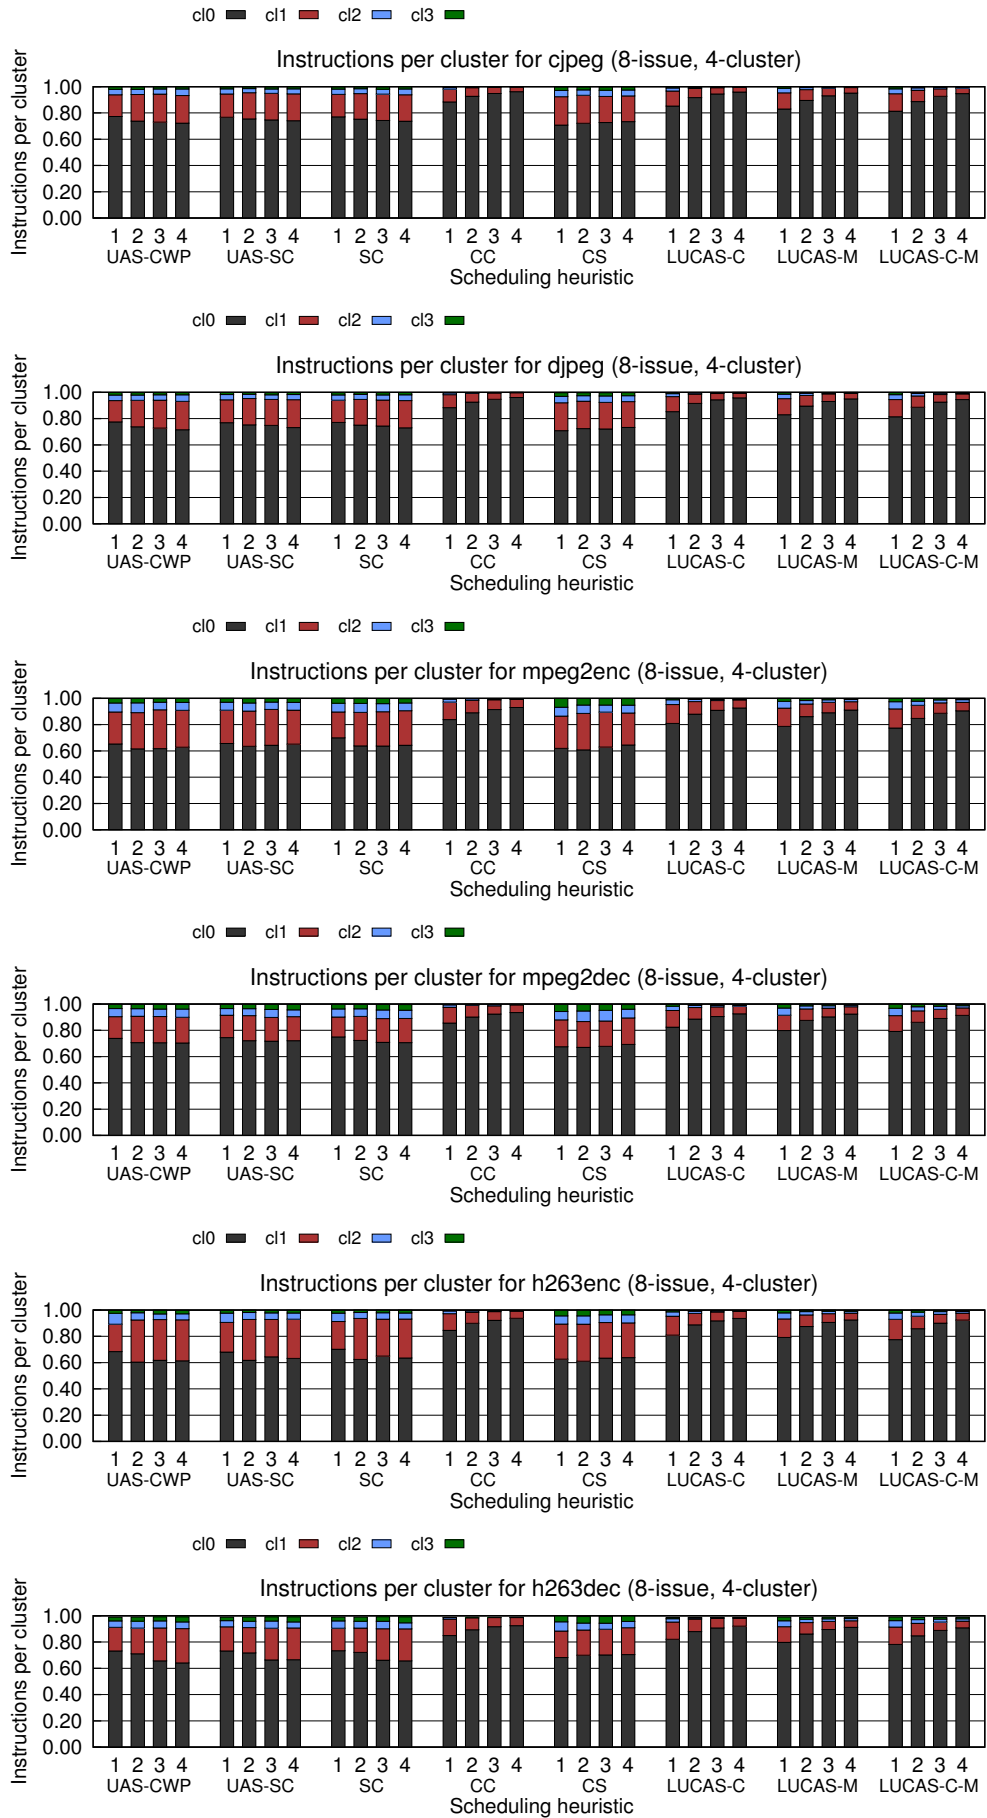 cl0 cl1 cl2 cl3
Instructions per cluster for cjpeg (8-issue, 4-cluster)
Instructions per cluster
1.00
0.80
0.60
0.40
0.20
0.00
1 2 3 4 1 2 3 4 1 2 3 4 1 2 3 4 1 2 3 4 1 2 3 4 1 2 3 4 1 2 3 4
UAS-CWP UAS-SC SC CC CS LUCAS-C LUCAS-M LUCAS-C-M
Scheduling heuristic
cl0 cl1 cl2 cl3
Instructions per cluster for djpeg (8-issue, 4-cluster)
Instructions per cluster
1.00
0.80
0.60
0.40
0.20
0.00
1 2 3 4 1 2 3 4 1 2 3 4 1 2 3 4 1 2 3 4 1 2 3 4 1 2 3 4 1 2 3 4
UAS-CWP UAS-SC SC CC CS LUCAS-C LUCAS-M LUCAS-C-M
Scheduling heuristic
cl0 cl1 cl2 cl3
Instructions per cluster for mpeg2enc (8-issue, 4-cluster)
Instructions per cluster
1.00
0.80
0.60
0.40
0.20
0.00
1 2 3 4 1 2 3 4 1 2 3 4 1 2 3 4 1 2 3 4 1 2 3 4 1 2 3 4 1 2 3 4
UAS-CWP UAS-SC SC CC CS LUCAS-C LUCAS-M LUCAS-C-M
Scheduling heuristic
cl0 cl1 cl2 cl3
Instructions per cluster for mpeg2dec (8-issue, 4-cluster)
Instructions per cluster
1.00
0.80
0.60
0.40
0.20
0.00
1 2 3 4 1 2 3 4 1 2 3 4 1 2 3 4 1 2 3 4 1 2 3 4 1 2 3 4 1 2 3 4
UAS-CWP UAS-SC SC CC CS LUCAS-C LUCAS-M LUCAS-C-M
Scheduling heuristic
cl0 cl1 cl2 cl3
Instructions per cluster for h263enc (8-issue, 4-cluster)
Instructions per cluster
1.00
0.80
0.60
0.40
0.20
0.00
1 2 3 4 1 2 3 4 1 2 3 4 1 2 3 4 1 2 3 4 1 2 3 4 1 2 3 4 1 2 3 4
UAS-CWP UAS-SC SC CC CS LUCAS-C LUCAS-M LUCAS-C-M
Scheduling heuristic
cl0 cl1 cl2 cl3
Instructions per cluster for h263dec (8-issue, 4-cluster)
Instructions per cluster
1.00
0.80
0.60
0.40
0.20
0.00
1 2 3 4 1 2 3 4 1 2 3 4 1 2 3 4 1 2 3 4 1 2 3 4 1 2 3 4 1 2 3 4
UAS-CWP UAS-SC SC CC CS LUCAS-C LUCAS-M LUCAS-C-M
Scheduling heuristic